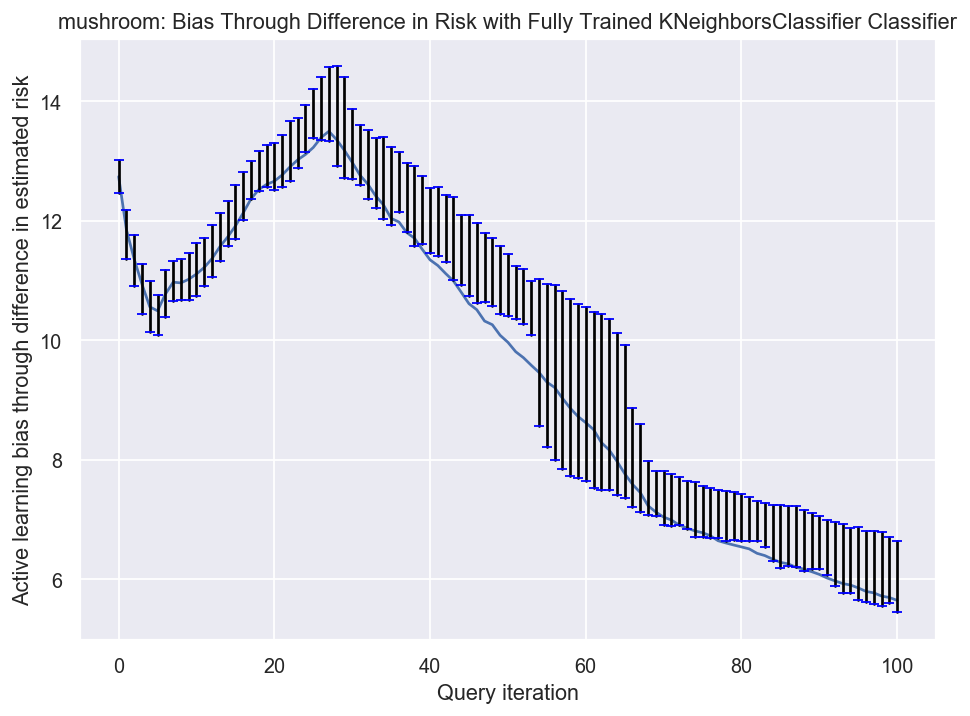 mushroom: Bias Through Difference in Risk with Fully Trained KNeighborsClassifier Classifier
Active learning bias through difference in estimated risk
14
12
10
8
6
0 20 40 60 80 100
Query iteration